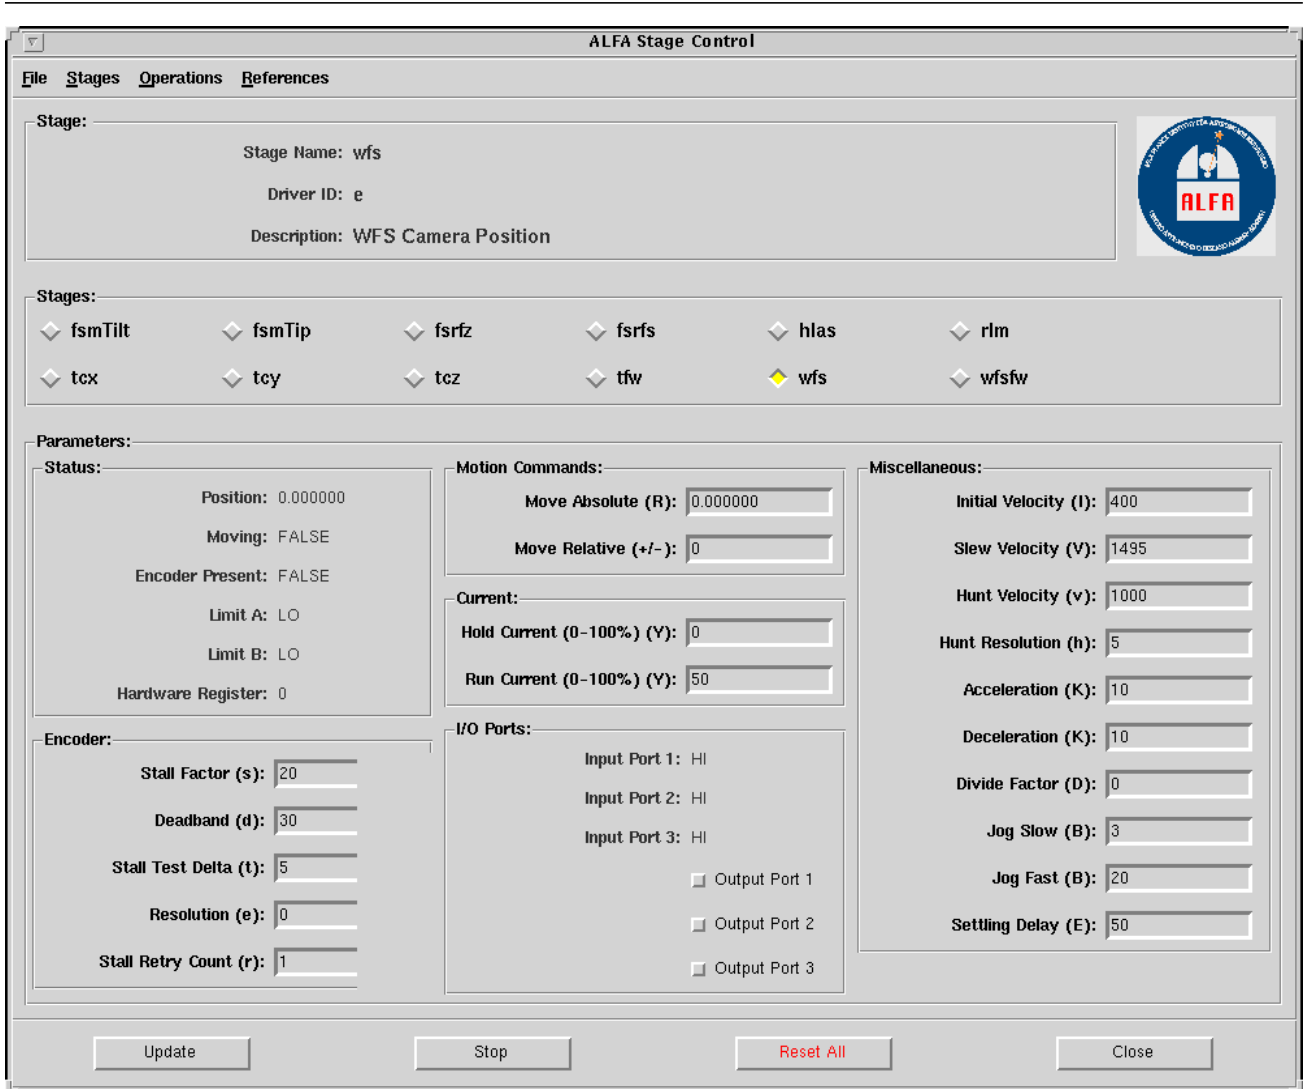 ALFA Stage Control
File Stages Operations References
Stage:
Stage Name: wfs
Driver ID: e
Description: WFS Camera Position
ALFA
Stages:
fsmTilt fsmTip fsrfz fsrfs hlas rlm
tcx tcy tcz tfw wfs wfsfw
Parameters:
Status:
Position: 0.000000
Moving: FALSE
Encoder Present: FALSE
Limit A: LO
Limit B: LO
Hardware Register: 0
Encoder:
Stall Factor (s): 20
Deadband (d): 30
Stall Test Delta (t): 5
Resolution (e): 0
Stall Retry Count (r): 1
Motion Commands:
Move Absolute (R): 0.000000
Move Relative (+/-): 0
Current:
Hold Current (0-100%) (Y): 0
Run Current (0-100%) (Y): 50
I/O Ports:
Input Port 1: HI
Input Port 2: HI
Input Port 3: HI
Output Port 1
Output Port 2
Output Port 3
Miscellaneous:
Initial Velocity (I): 400
Slew Velocity (V): 1495
Hunt Velocity (v): 1000
Hunt Resolution (h): 5
Acceleration (K): 10
Deceleration (K): 10
Divide Factor (D): 0
Jog Slow (B): 3
Jog Fast (B): 20
Settling Delay (E): 50
Update Stop Reset All Close